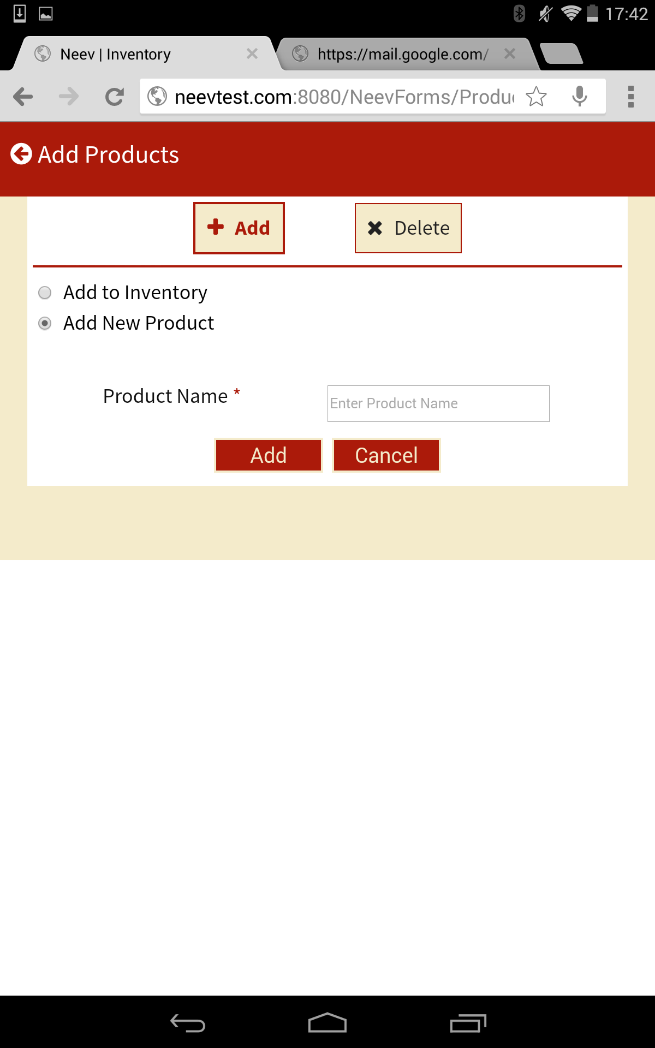 17:42
Neev | Inventory
https://mail.google.com/
neevtest.com:8080/NeevForms/Produc
Add Products
Add
Delete
Add to Inventory
Add New Product
Product Name *
Enter Product Name
Add
Cancel